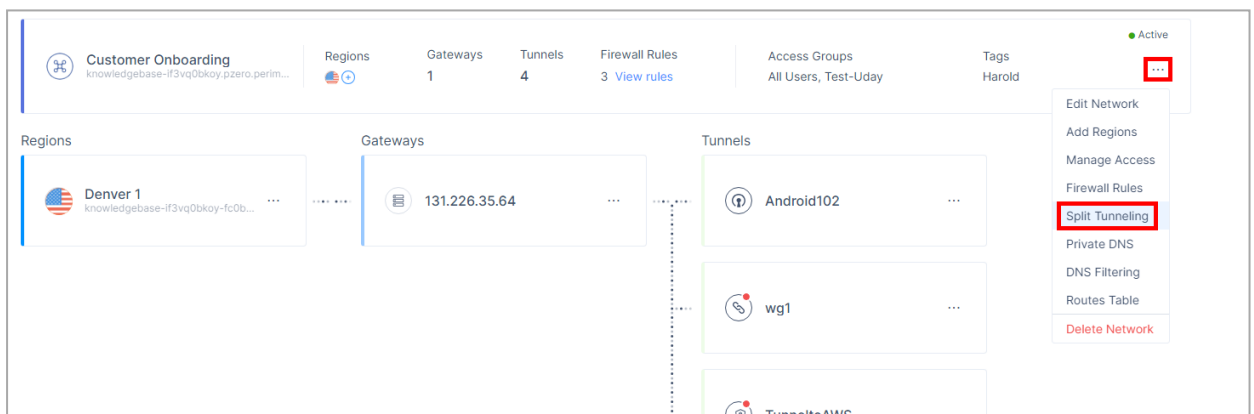 Active
Customer Onboarding
knowledgebase-if3vq0bkoy.pzero.perim...
Regions
Gateways
1
Tunnels
4
Firewall Rules
3 View rules
Access Groups
All Users, Test-Uday
Tags
Harold
...
Edit Network
Add Regions
Manage Access
Firewall Rules
Split Tunneling
Private DNS
DNS Filtering
Routes Table
Delete Network
Regions
Gateways
Tunnels
Denver 1
knowledgebase-if3vq0bkoy-fc0b...
...
131.226.35.64
...
Android102
...
wg1
...
TunneltoAWS